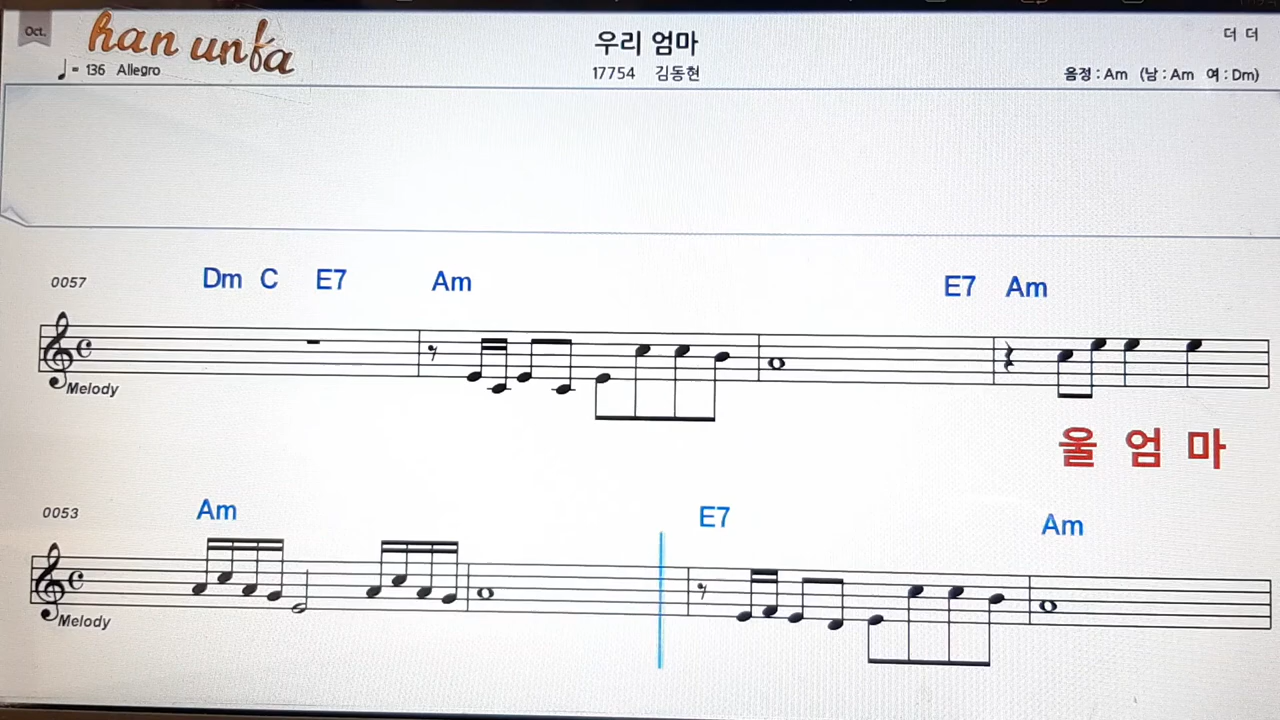 Oct.
han unfa
우리 엄마
더 더
♩= 136 Allegro
17754 김동현
음정 : Am (남 : Am 여 : Dm)
0057
Dm C E7 Am E7 Am
Melody
울 엄 마
0053
Am E7 Am
Melody